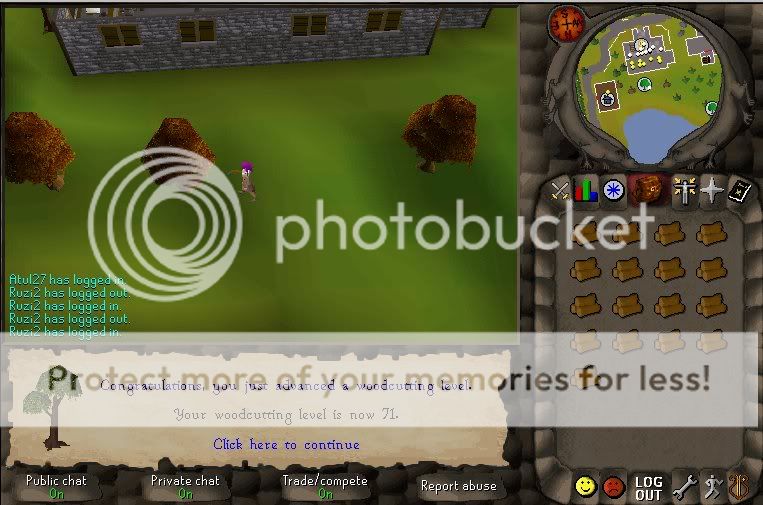 photobucket
Atul27 has logged in.
Ruzi2 has logged out.
Ruzi2 has logged in.
Ruzi2 has logged out.
Ruzi2 has logged in.
Protect more of your memories for less!
Congratulations, you just advanced a woodcutting level.
Your woodcutting level is now 71.
Click here to continue
Public chat
On
Private chat
On
Trade/compete
On
Report abuse
LOG
OUT